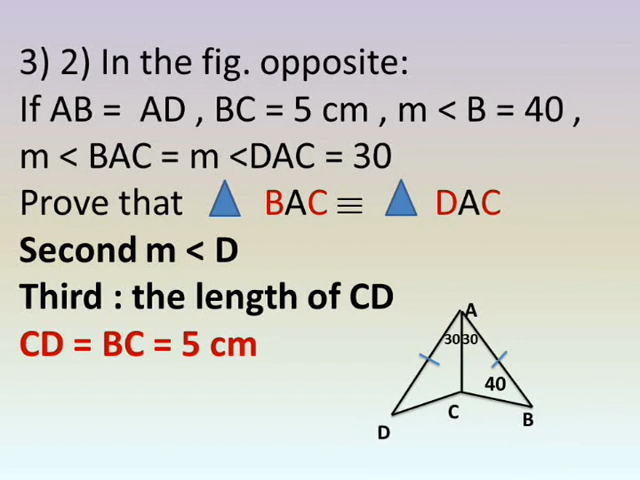 3) 2) In the fig. opposite:
If AB = AD , BC = 5 cm , m < B = 40 ,
m < BAC = m <DAC = 30
Prove that BAC ≡ DAC
Second m < D
Third : the length of CD
CD = BC = 5 cm
A
30 30
40
C
B
D